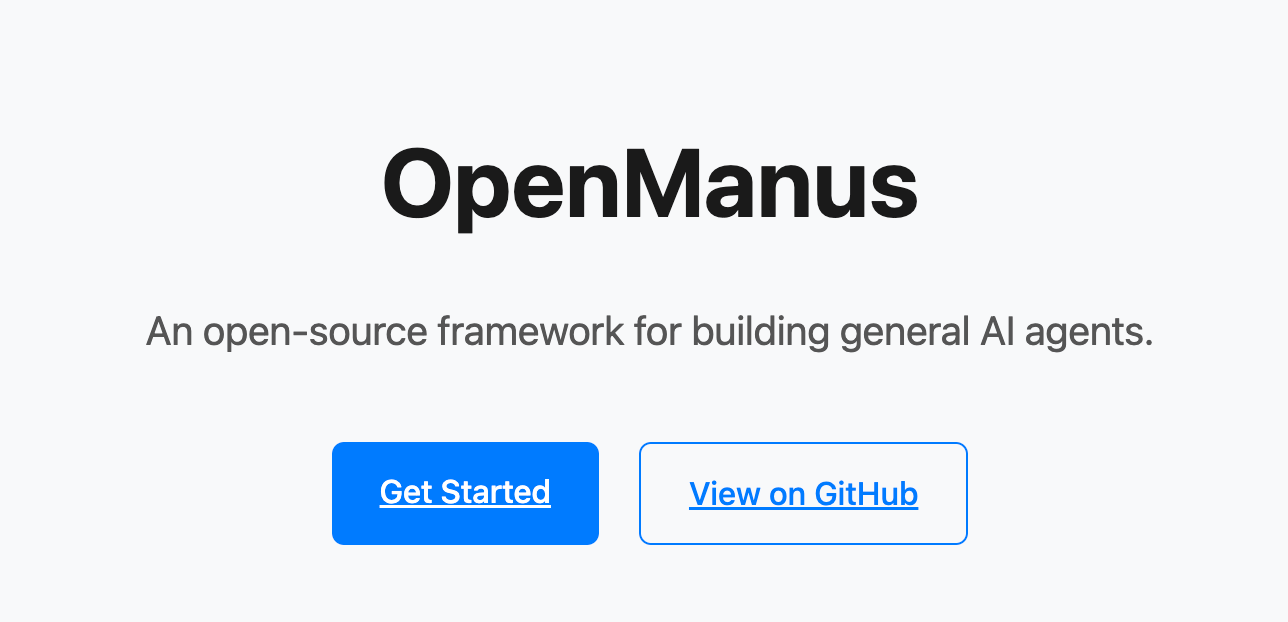 OpenManus
An open-source framework for building general AI agents.
Get Started
View on GitHub